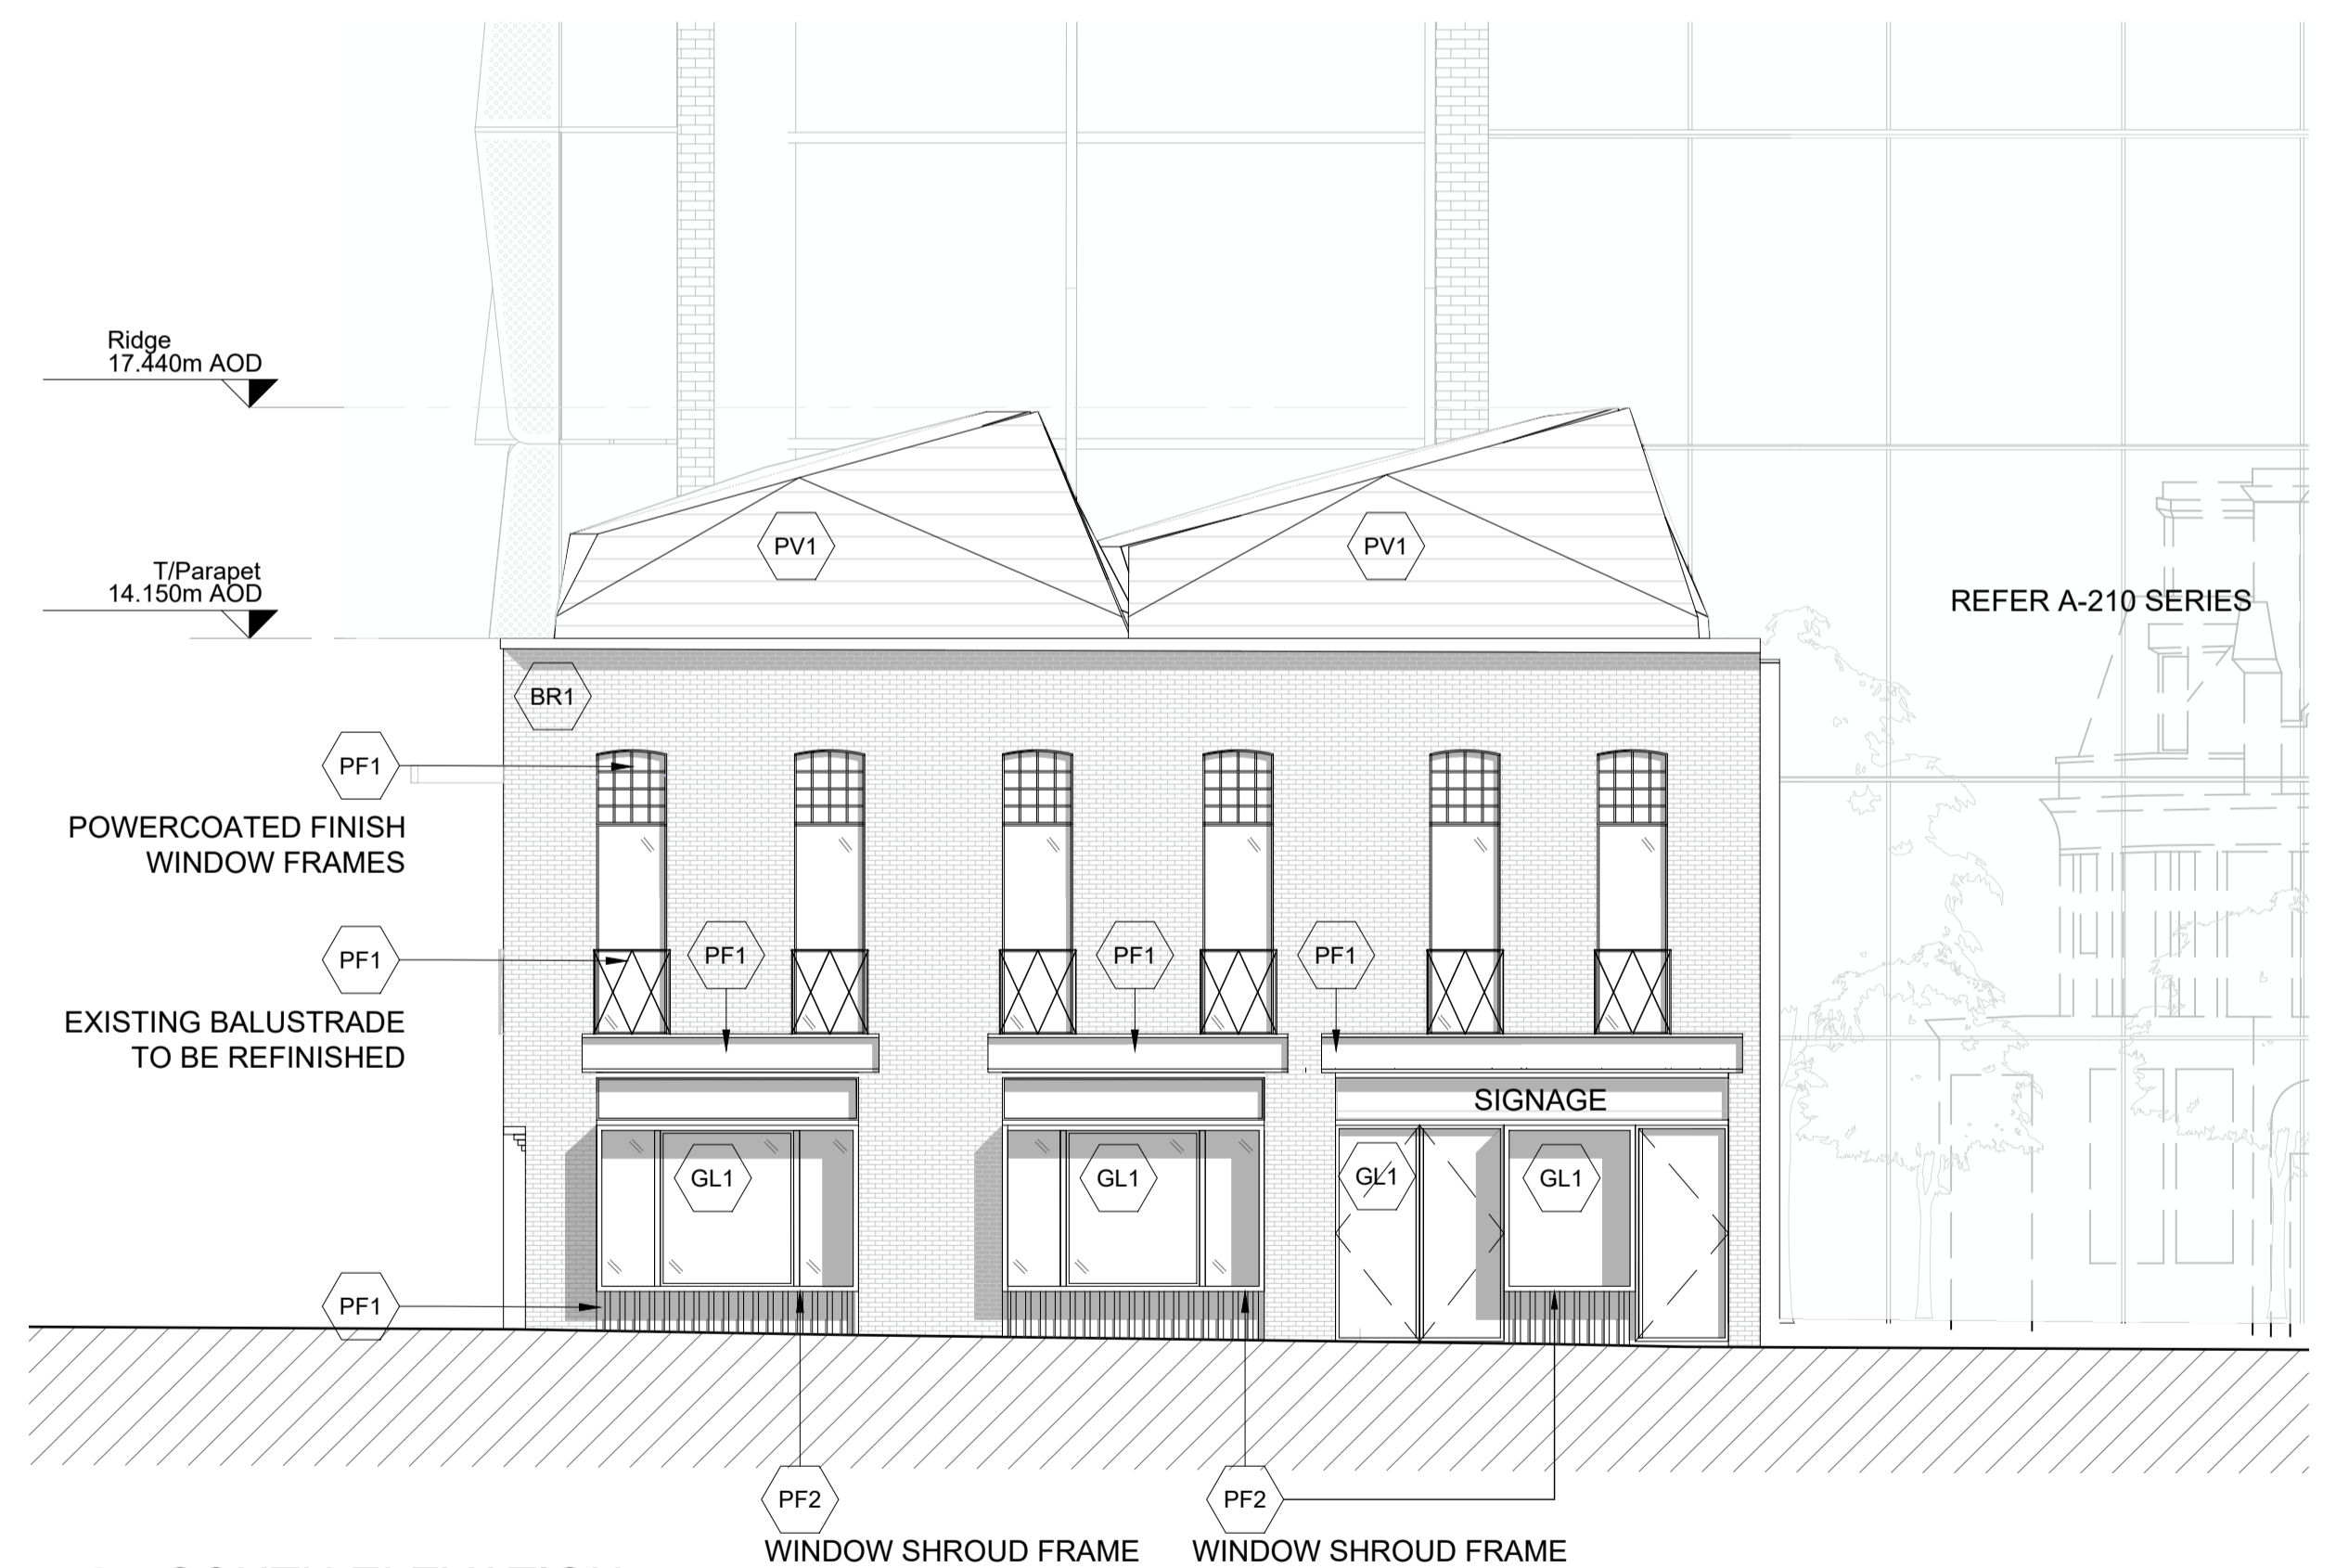 Ridge
17.440m AOD
T/Parapet
14.150m AOD
PV1
PV1
REFER A-210 SERIES
BR1
PF1
POWERCOATED FINISH
WINDOW FRAMES
PF1
EXISTING BALUSTRADE
TO BE REFINISHED
PF1
PF1
PF1
SIGNAGE
GL1
GL1
GL1
GL1
PF1
PF2
WINDOW SHROUD FRAME
PF2
WINDOW SHROUD FRAME